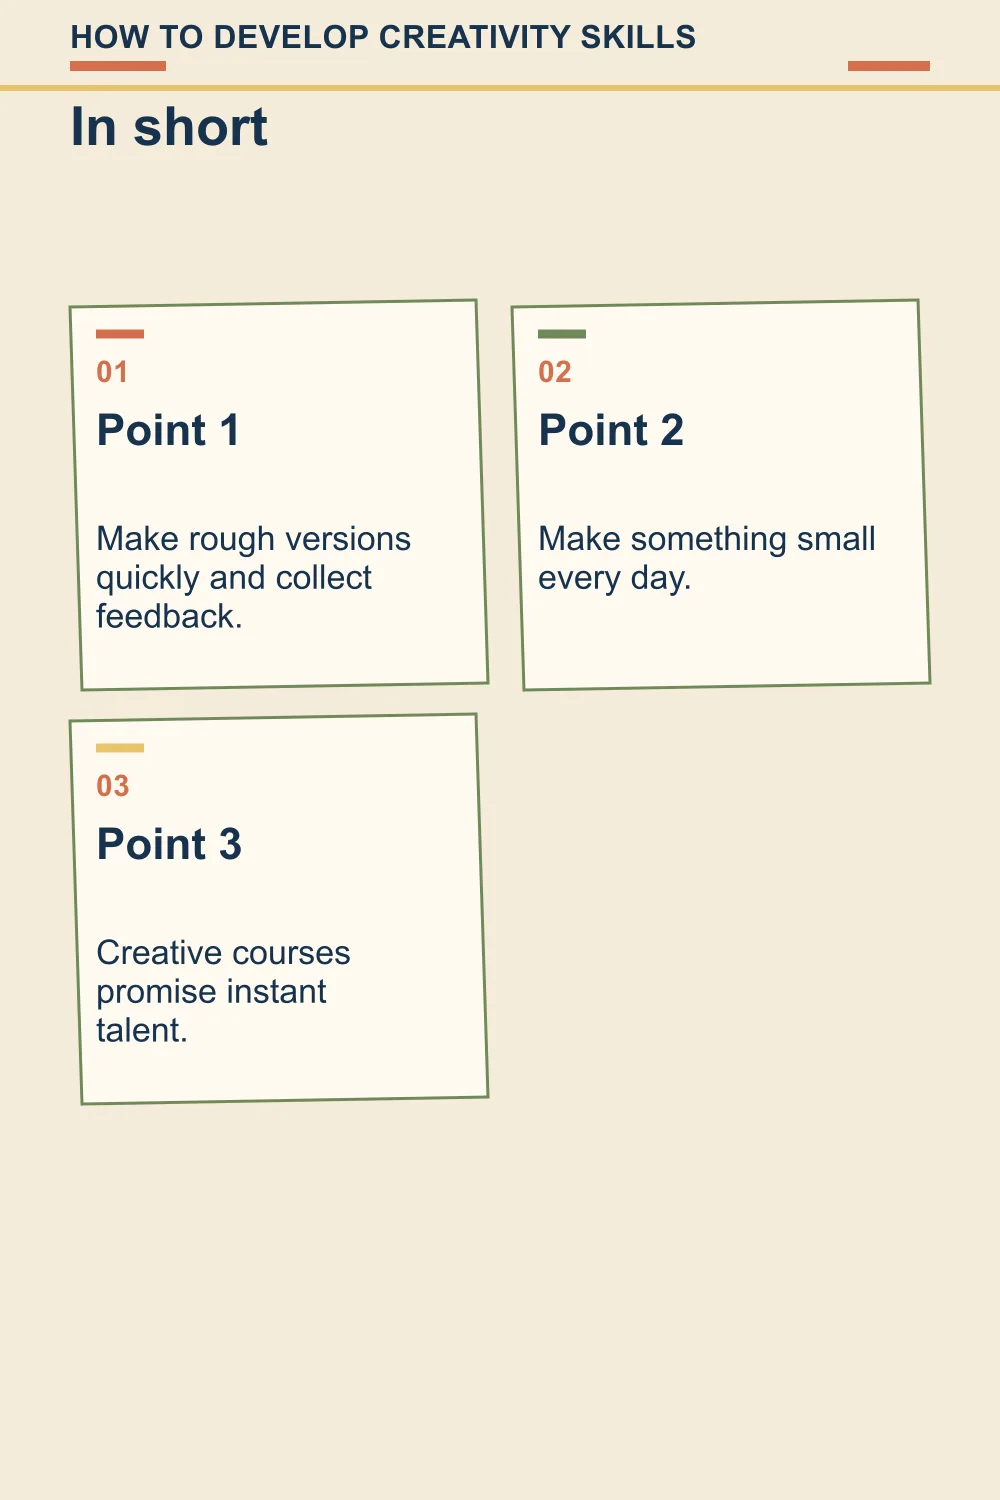 HOW TO DEVELOP CREATIVITY SKILLS
In short
01
Point 1
Make rough versions
quickly and collect
feedback.
02
Point 2
Make something small
every day.
03
Point 3
Creative courses
promise instant
talent.